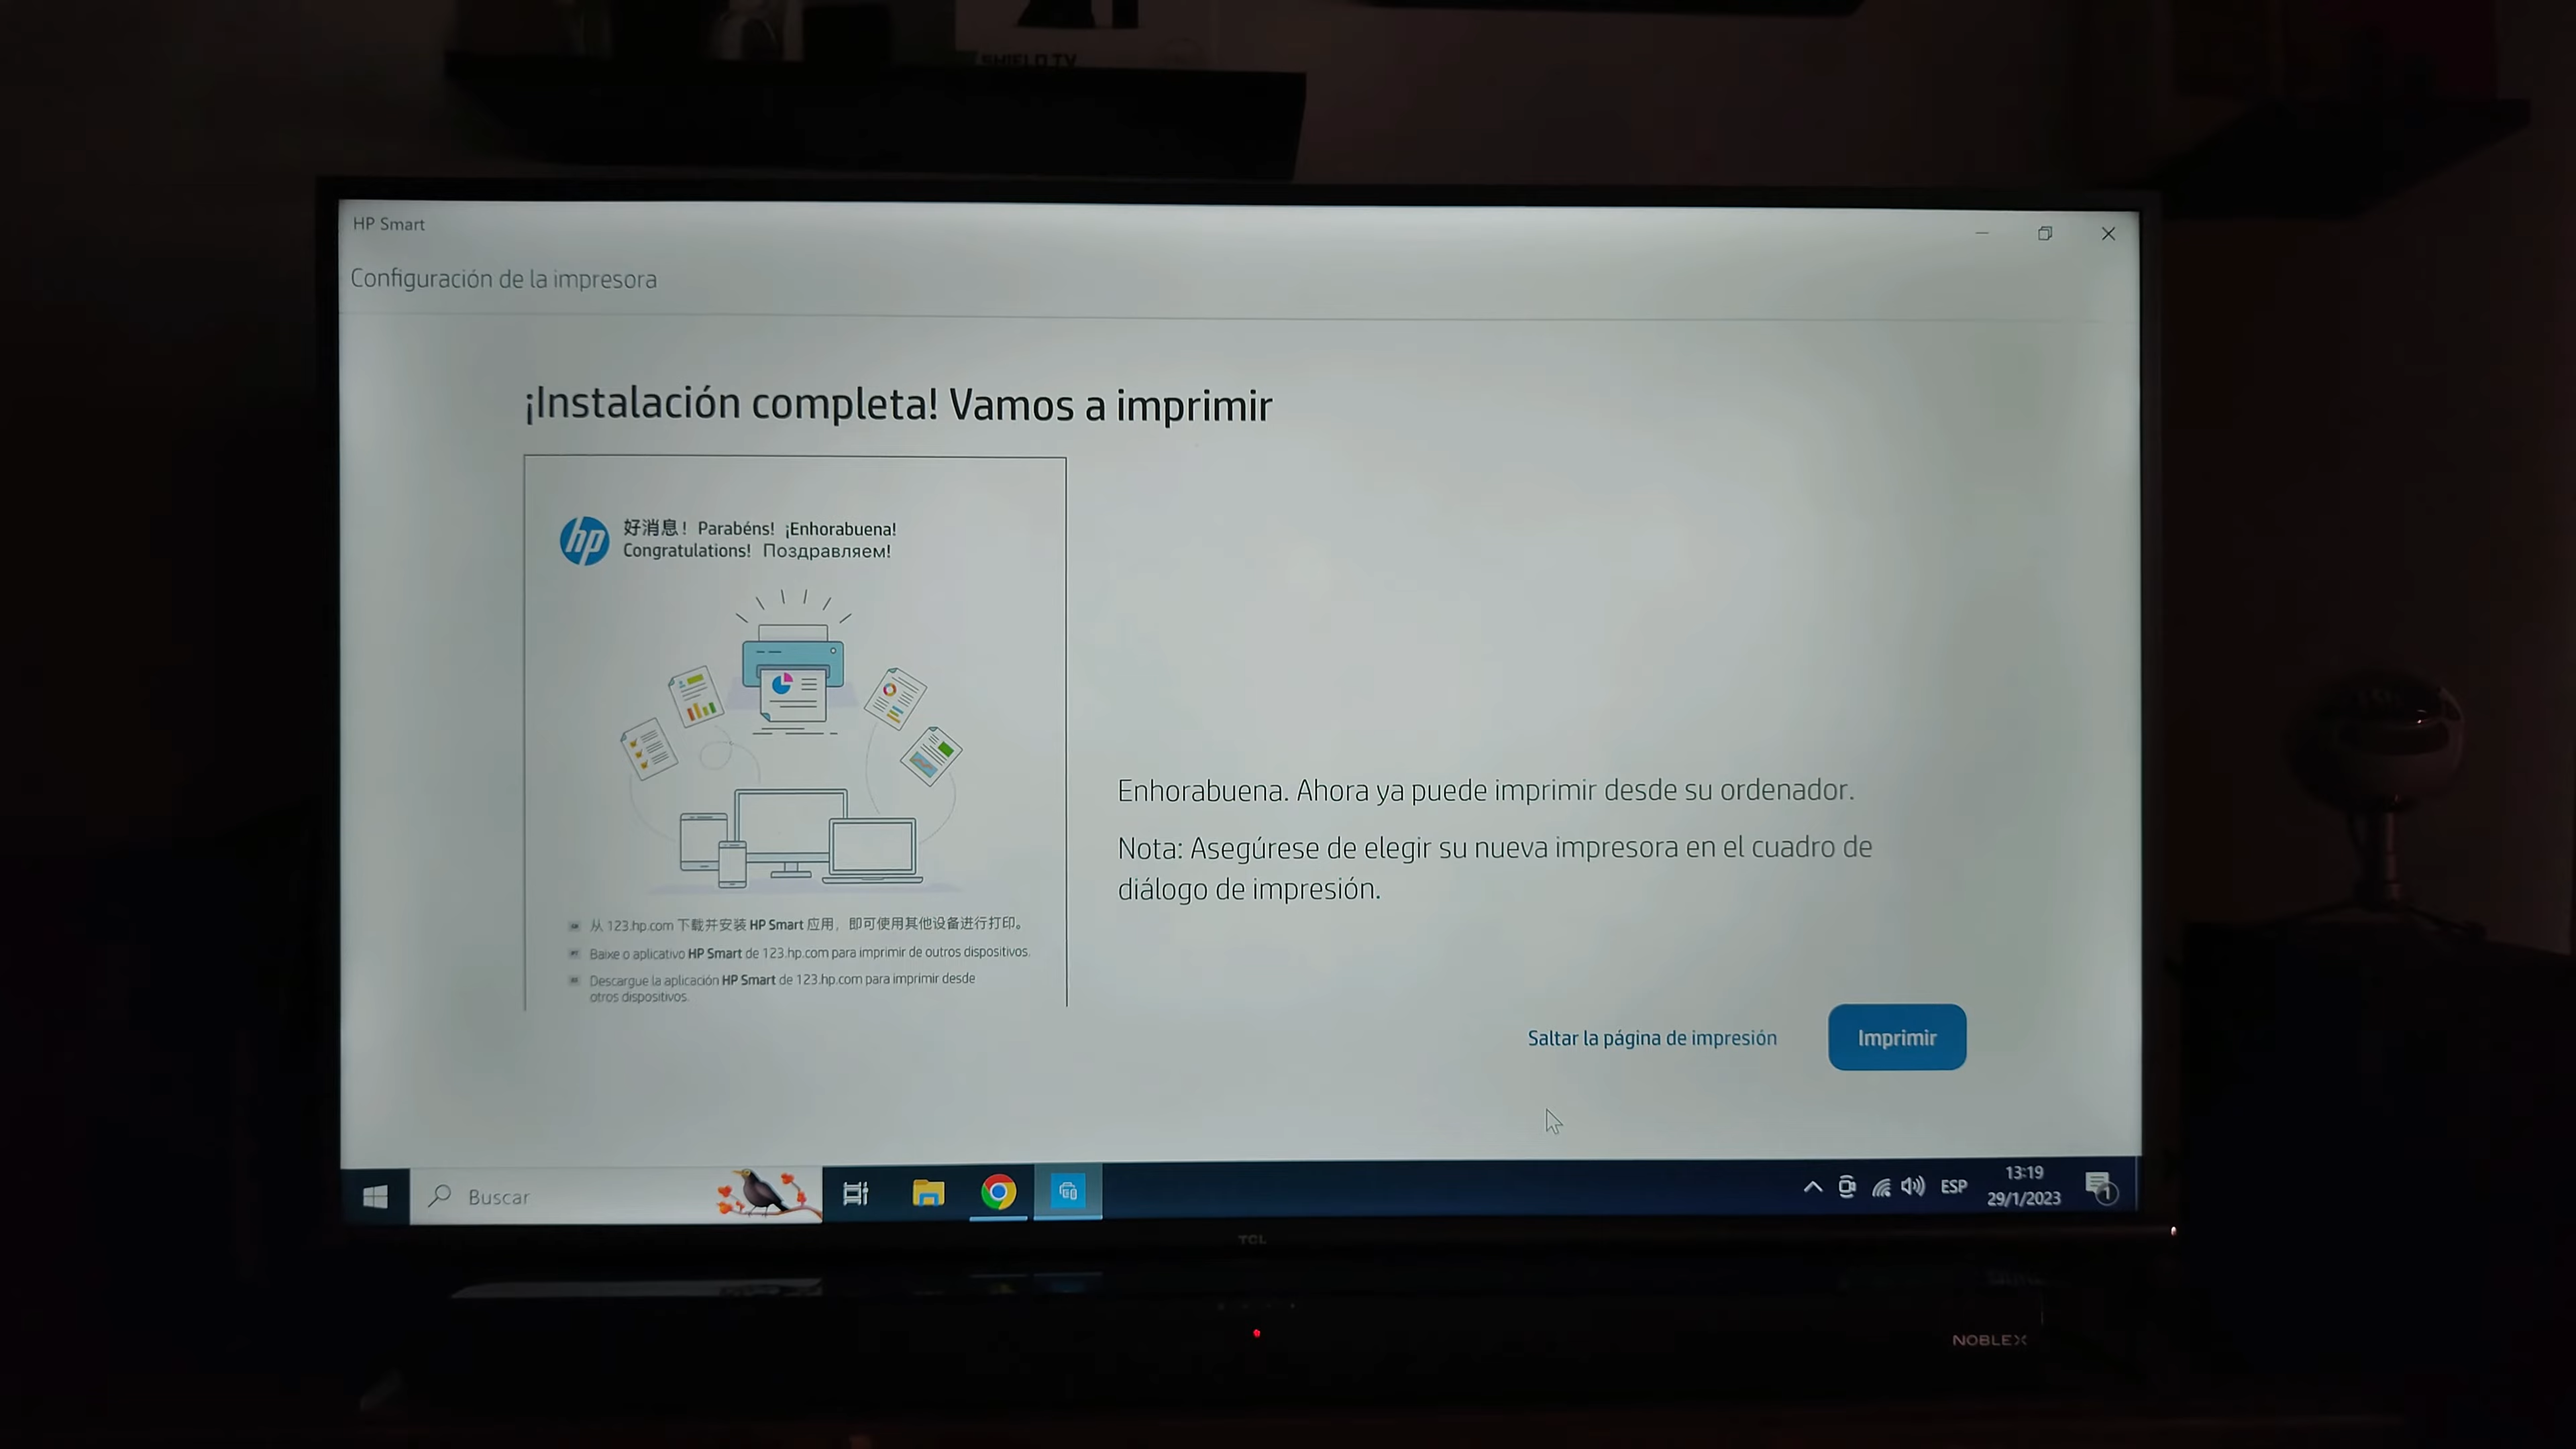 SHIELD TV
HP Smart
Configuración de la impresora
¡Instalación completa! Vamos a imprimir
hp
好消息！ Parabéns! ¡Enhorabuena!
Congratulations! Поздравляем!
从 123.hp.com 下载并安装 HP Smart 应用，即可使用其他设备进行打印。
Baixe o aplicativo HP Smart de 123.hp.com para imprimir de outros dispositivos.
Descargue la aplicación HP Smart de 123.hp.com para imprimir desde
otros dispositivos.
Enhorabuena. Ahora ya puede imprimir desde su ordenador.
Nota: Asegúrese de elegir su nueva impresora en el cuadro de
diálogo de impresión.
Saltar la página de impresión
Imprimir
Buscar
ESP
13:19
29/1/2023
1
TCL
NOBLEX